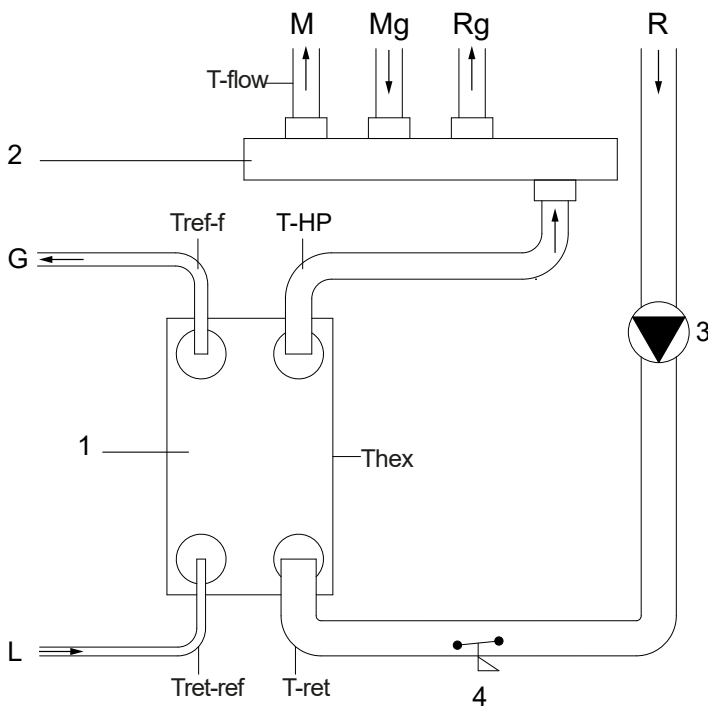 M Mg Rg R
T-flow
2
Tref-f T-HP
G
3
1
Thex
L
Tret-ref T-ret
4